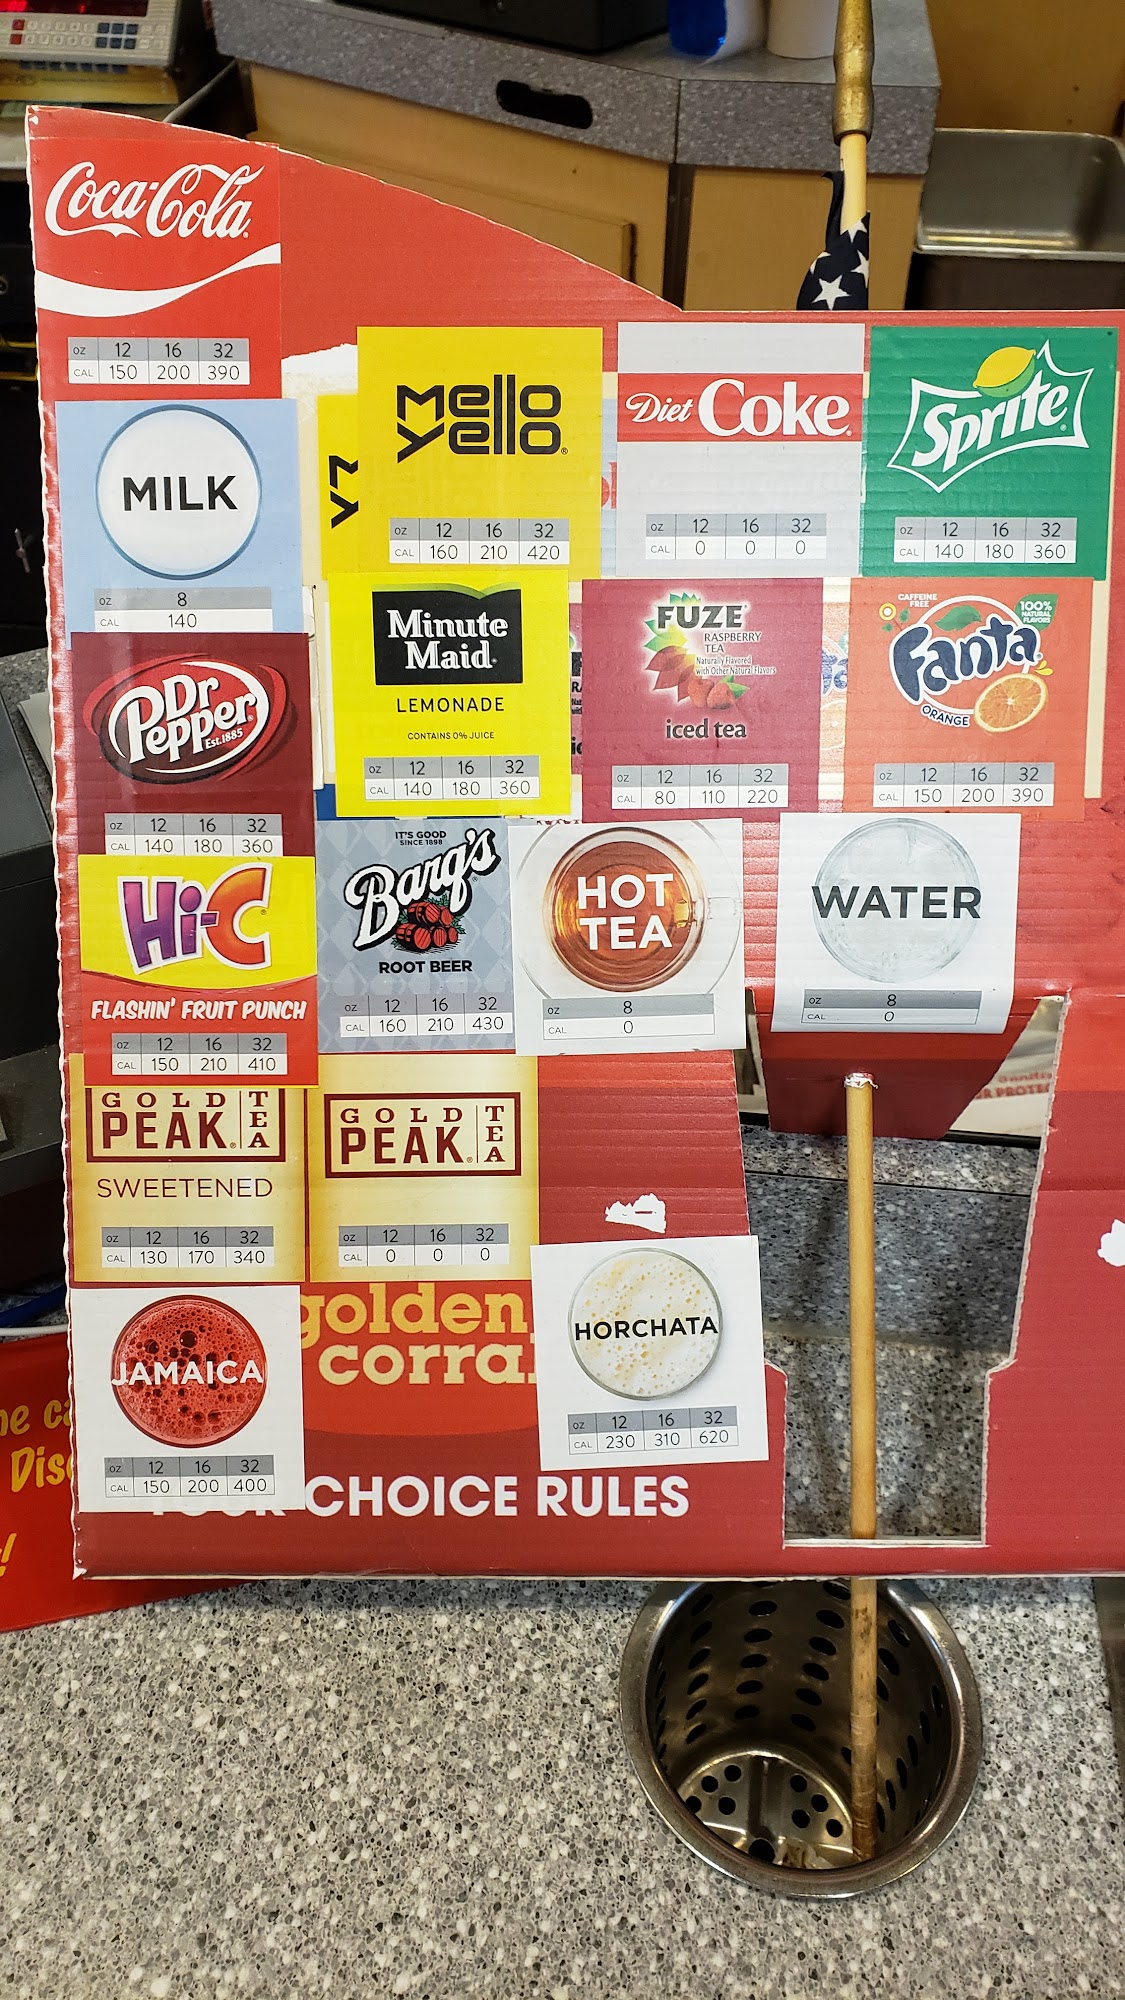 Coca-Cola
oz 12 16 32
CAL 150 200 390
Mello
Yello
oz 12 16 32
CAL 160 210 420
Diet Coke
oz 12 16 32
CAL 0 0 0
Sprite
oz 12 16 32
CAL 140 180 360
MILK
oz 8
140
Minute
Maid
LEMONADE
CONTAINS 0% JUICE
oz 12 16 32
CAL 140 180 360
FUZE
RASPBERRY
TEA
Naturally Flavored
with Other Natural Flavors
iced tea
oz 12 16 32
CAL 80 110 220
CAFFEINE
FREE
100%
NATURAL
FLAVORS
Fanta
ORANGE
oz 12 16 32
CAL 150 200 390
Dr
Pepper
Est. 1885
oz 12 16 32
CAL 140 180 360
Hi-C
FLASHIN' FRUIT PUNCH
oz 12 16 32
CAL 150 210 410
IT'S GOOD
SINCE 1898
Barq's
ROOT BEER
oz 12 16 32
CAL 160 210 430
HOT
TEA
oz 8
CAL 0
WATER
oz 8
CAL 0
GOLD
PEAK
TEA
SWEETENED
oz 12 16 32
CAL 130 170 340
GOLD
PEAK
TEA
oz 12 16 32
CAL 0 0 0
JAMAICA
oz 12 16 32
CAL 150 200 400
golden
corra
HORCHATA
oz 12 16 32
CAL 230 310 620
CHOICE RULES